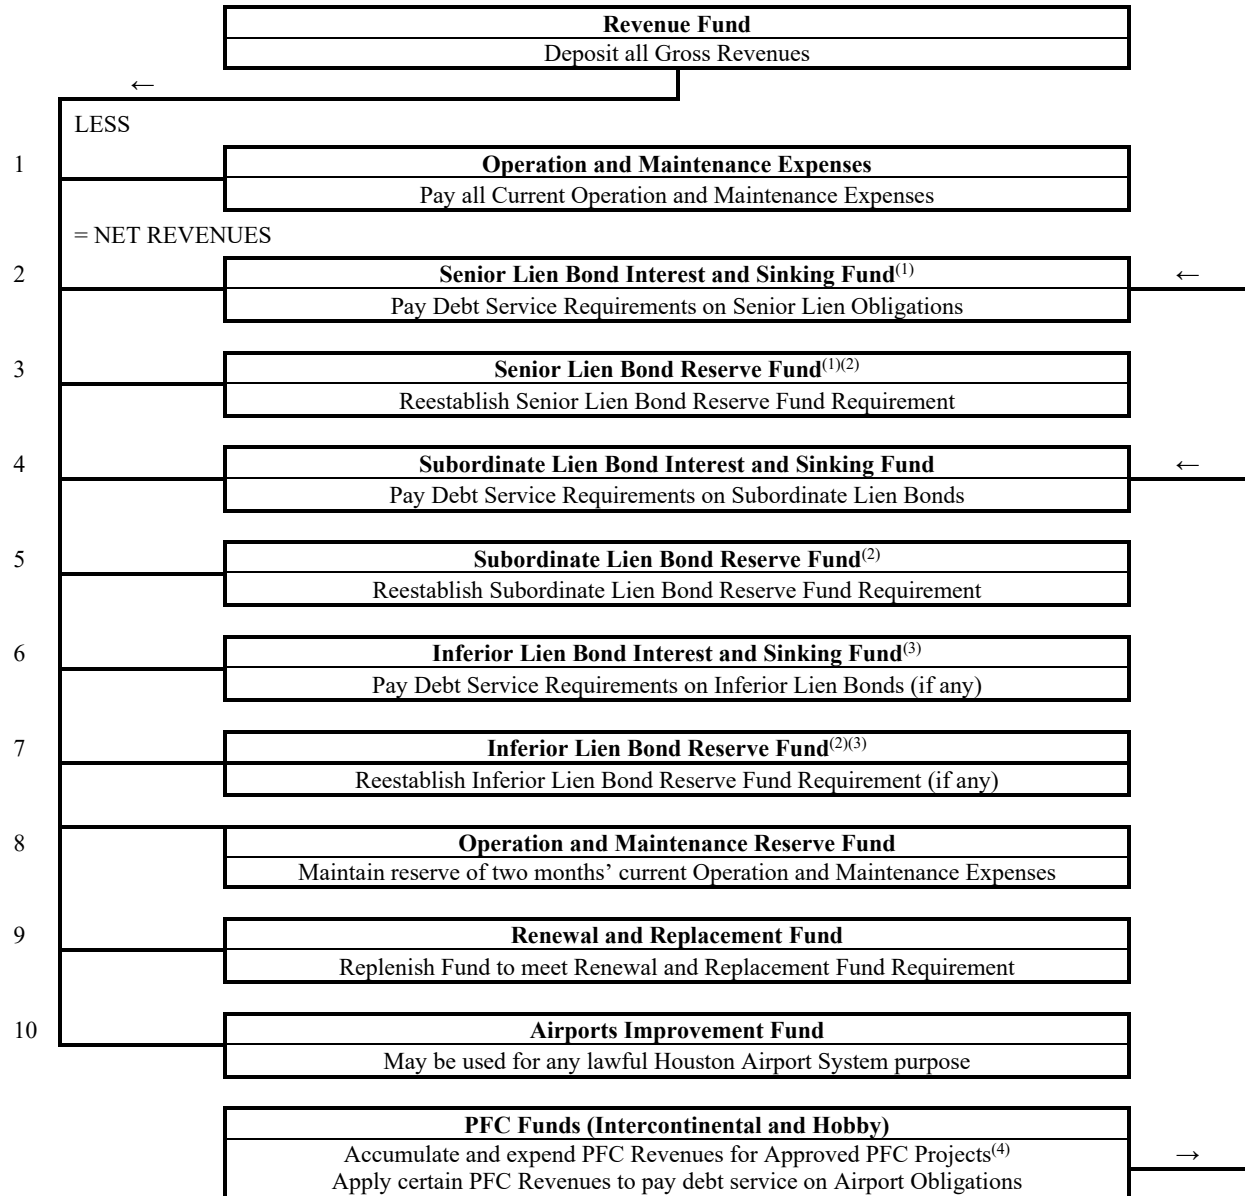 Revenue Fund
Deposit all Gross Revenues
←
LESS
1
Operation and Maintenance Expenses
Pay all Current Operation and Maintenance Expenses
= NET REVENUES
2
Senior Lien Bond Interest and Sinking Fund(1)
←
Pay Debt Service Requirements on Senior Lien Obligations
3
Senior Lien Bond Reserve Fund(1)(2)
Reestablish Senior Lien Bond Reserve Fund Requirement
4
Subordinate Lien Bond Interest and Sinking Fund
←
Pay Debt Service Requirements on Subordinate Lien Bonds
5
Subordinate Lien Bond Reserve Fund(2)
Reestablish Subordinate Lien Bond Reserve Fund Requirement
6
Inferior Lien Bond Interest and Sinking Fund(3)
Pay Debt Service Requirements on Inferior Lien Bonds (if any)
7
Inferior Lien Bond Reserve Fund(2)(3)
Reestablish Inferior Lien Bond Reserve Fund Requirement (if any)
8
Operation and Maintenance Reserve Fund
Maintain reserve of two months’ current Operation and Maintenance Expenses
9
Renewal and Replacement Fund
Replenish Fund to meet Renewal and Replacement Fund Requirement
10
Airports Improvement Fund
May be used for any lawful Houston Airport System purpose
PFC Funds (Intercontinental and Hobby)
Accumulate and expend PFC Revenues for Approved PFC Projects(4)
→
Apply certain PFC Revenues to pay debt service on Airport Obligations